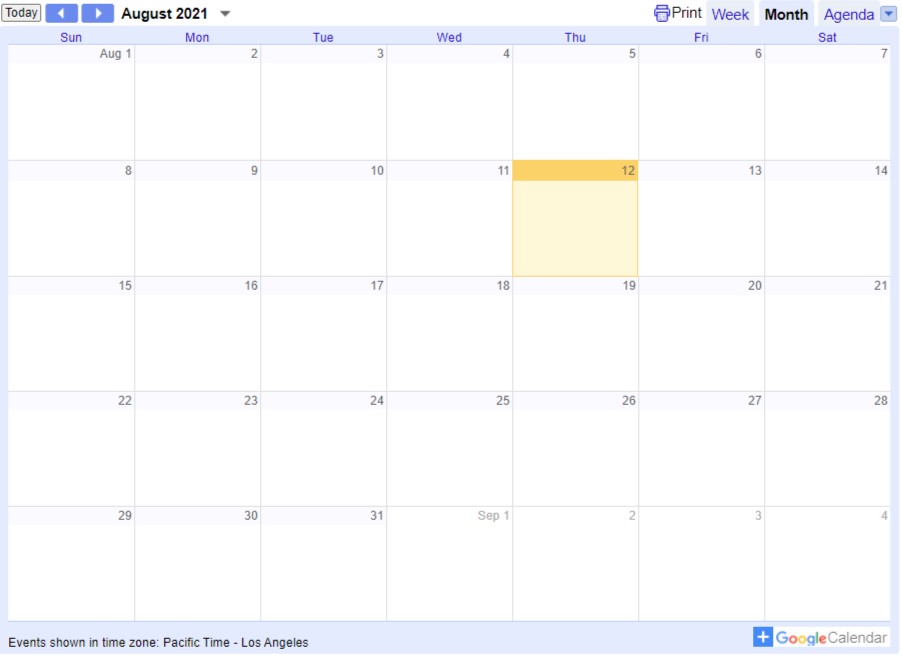 Today August 2021 Print Week Month Agenda
Sun Mon Tue Wed Thu Fri Sat
Aug 1 2 3 4 5 6 7
8 9 10 11 12 13 14
15 16 17 18 19 20 21
22 23 24 25 26 27 28
29 30 31 Sep 1 2 3 4
Events shown in time zone: Pacific Time - Los Angeles
+ GoogleCalendar